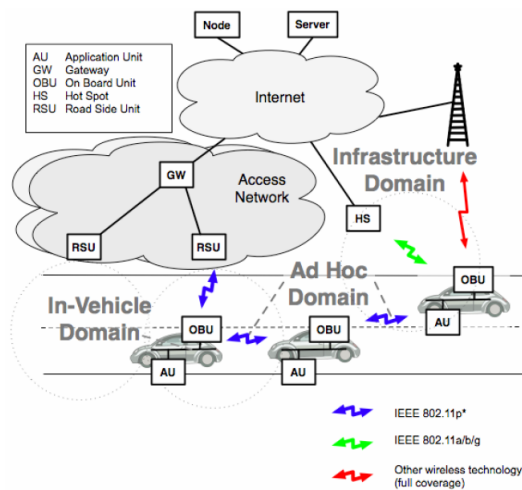 Node
Server
AU Application Unit
GW Gateway
OBU On Board Unit
HS Hot Spot
RSU Road Side Unit
Internet
Infrastructure
Domain
GW
Access
Network
HS
RSU
RSU
Ad Hoc
Domain
OBU
In-Vehicle
Domain
AU
OBU
OBU
AU
AU
IEEE 802.11p*
IEEE 802.11a/b/g
Other wireless technology
(full coverage)